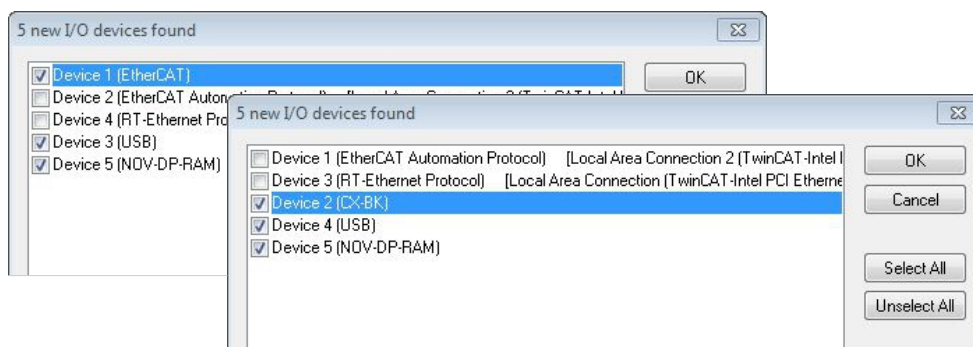 5 new I/O devices found
Device 1 (EtherCAT)
OK
Device 2 (EtherCAT
Device 4 (RT-Ethernet
Device 3 (USB)
Device 5 (NOV-DP-RAM)
5 new I/O devices found
Device 1 (EtherCAT Automation Protocol) [Local Area Connection 2 (TwinCAT-Intel
OK
Device 3 (RT-Ethernet Protocol) [Local Area Connection (TwinCAT-Intel PCI Etherne
Device 2 (CX-BK)
Cancel
Device 4 (USB)
Device 5 (NOV-DP-RAM)
Select All
Unselect All